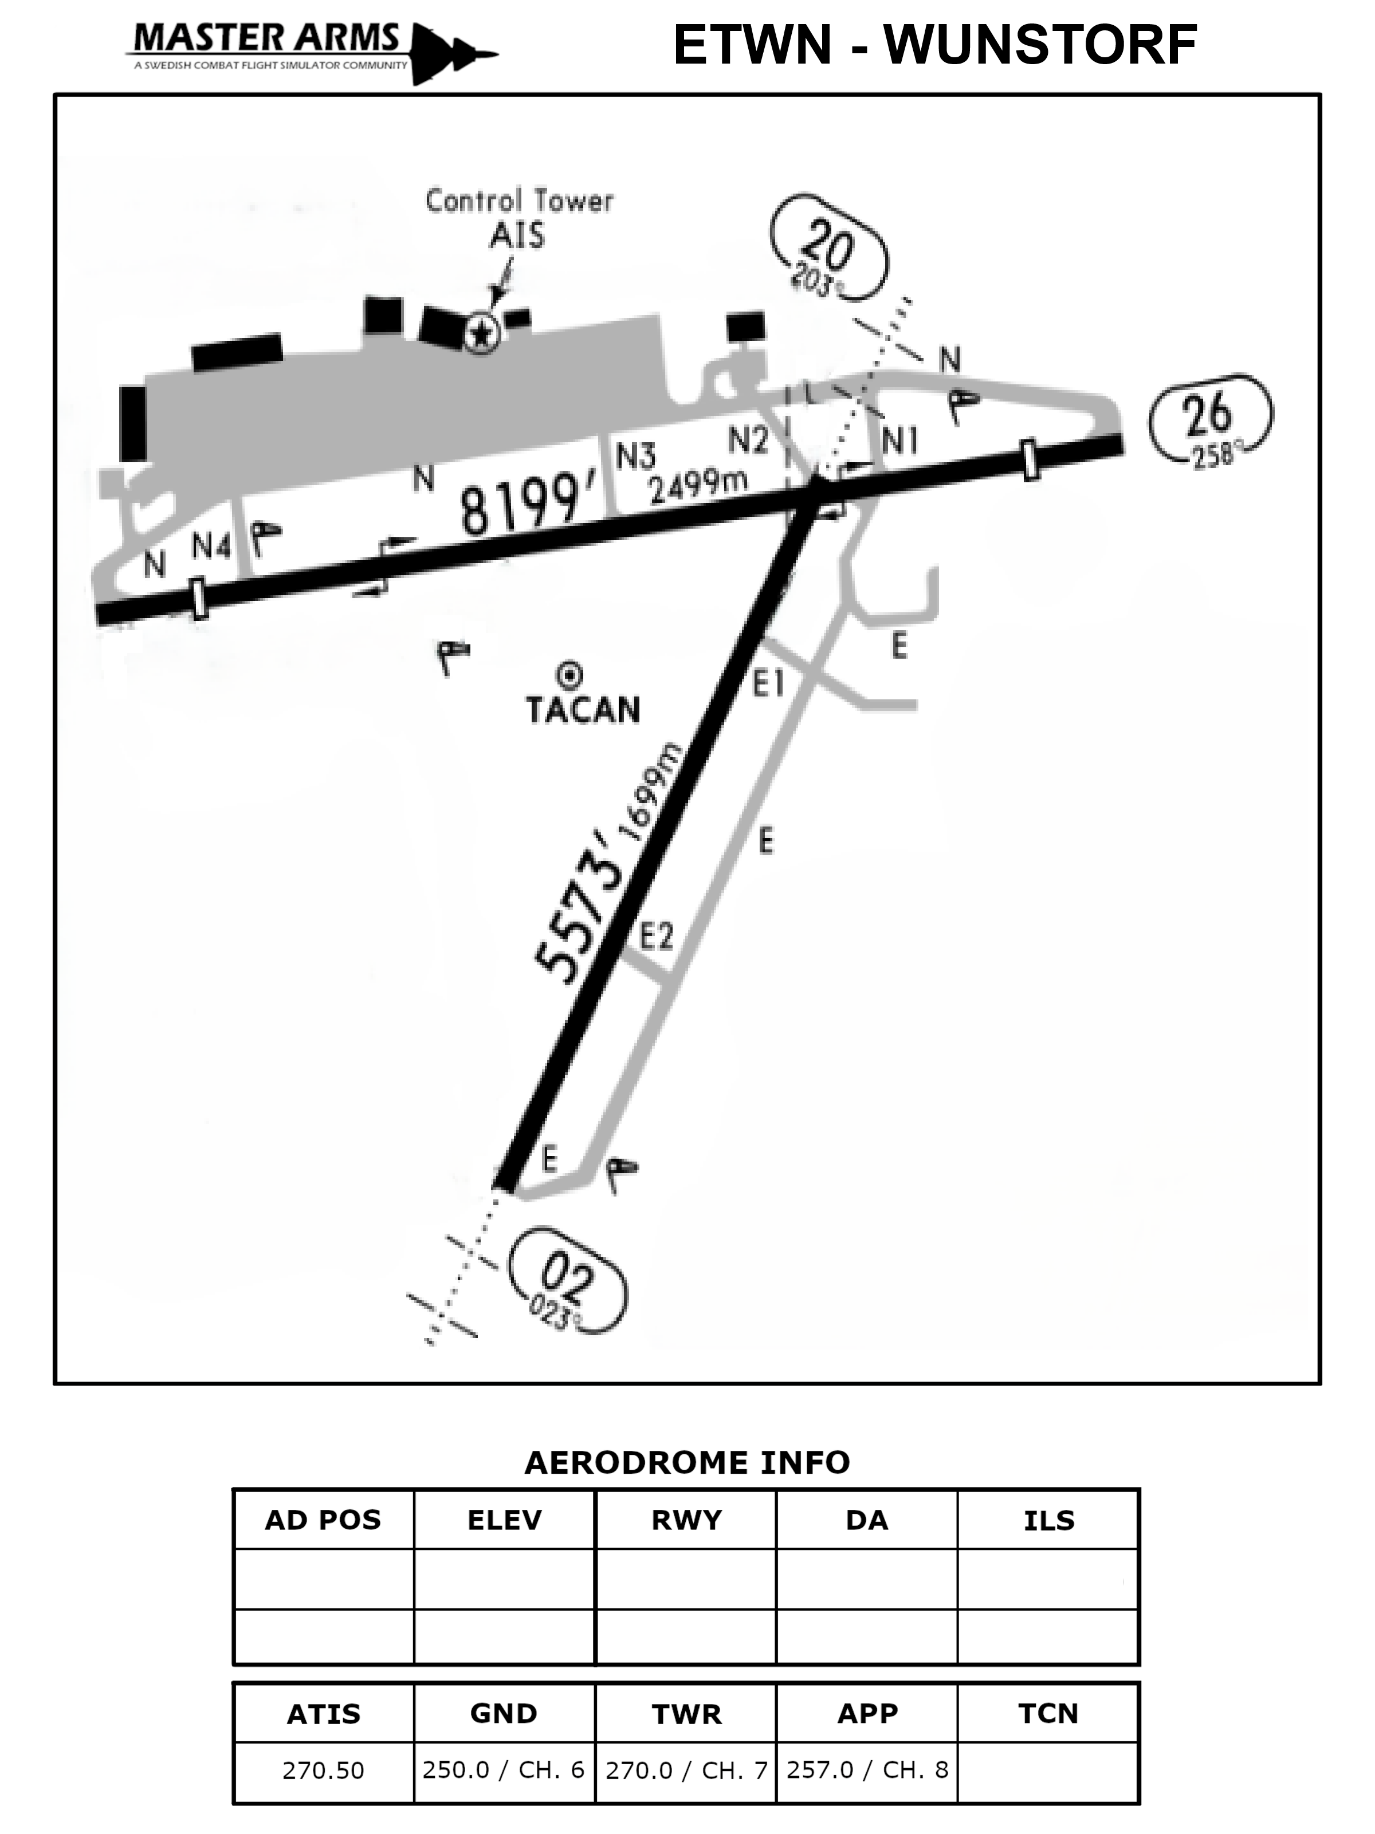 MASTER ARMS
A SWEDISH COMBAT FLIGHT SIMULATOR COMMUNITY
ETWN - WUNSTORF
Control Tower
AIS
20
203°
N
26
258°
L
N1
N2
N3
2499m
N
8199'
N4
N
E
E1
TACAN
1699m
5573'
E
E2
E
02
023°
AERODROME INFO
AD POS ELEV RWY DA ILS
ATIS GND TWR APP TCN
270.50 250.0 / CH. 6 270.0 / CH. 7 257.0 / CH. 8